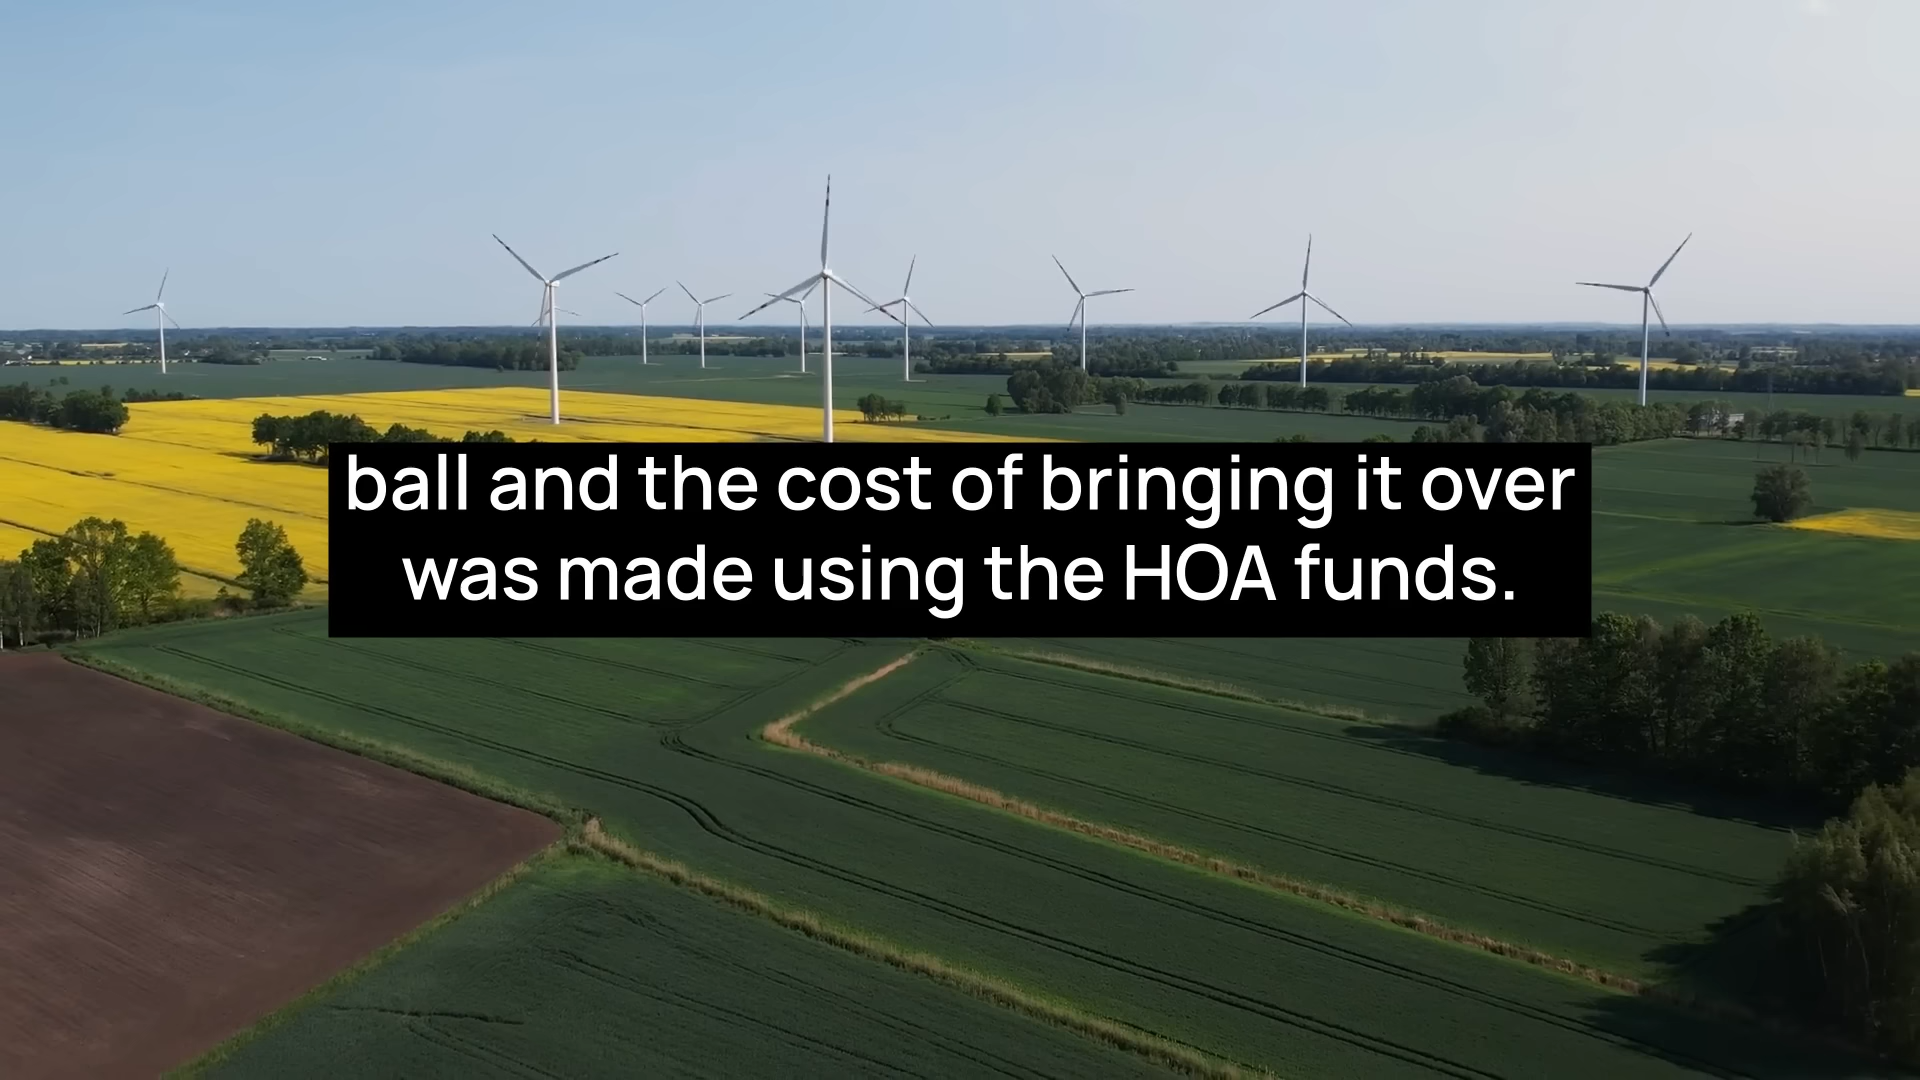 ball and the cost of bringing it over
was made using the HOA funds.